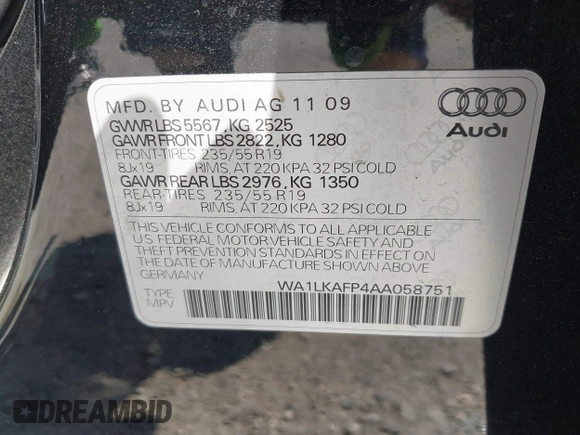 MFD. BY AUDI AG 11 09
GVWR LBS 5567, KG 2525
GAWR FRONT LBS 2822, KG 1280
FRONT-TIRES 235/55 R19
8Jx19 RIMS, AT 220 KPA 32 PSI COLD
GAWR REAR LBS 2976, KG 1350
REAR-TIRES 235/55 R19
8Jx19 RIMS, AT 220 KPA 32 PSI COLD
Audi
THIS VEHICLE CONFORMS TO ALL APPLICABLE
U.S. FEDERAL MOTOR VEHICLE SAFETY AND
THEFT PREVENTION STANDARDS IN EFFECT ON
THE DATE OF MANUFACTURE SHOWN ABOVE.
GERMANY
WA1LKAFP4AA058751
TYPE
MPV
DREAMBID